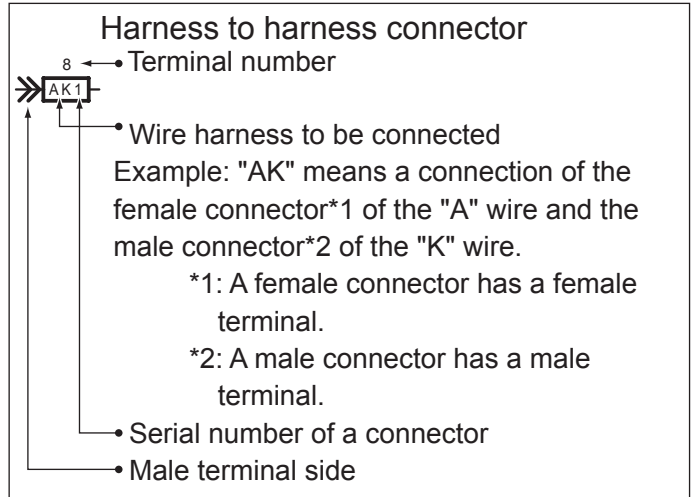 Harness to harness connector
8
Terminal number
AK1
Wire harness to be connected
Example: "AK" means a connection of the
female connector*1 of the "A" wire and the
male connector*2 of the "K" wire.
*1: A female connector has a female
terminal.
*2: A male connector has a male
terminal.
Serial number of a connector
Male terminal side